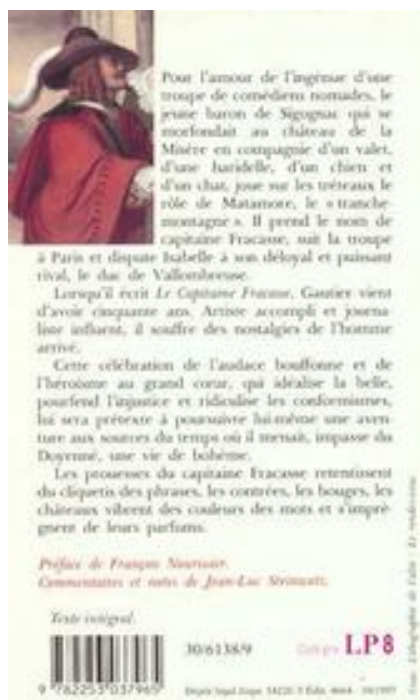 Pour l'amour de l'ingénue d'une
troupe de comédiens nomades, le
jeune baron de Sigognac qui se
morfondait au château de la
Misère en compagnie d'un valet,
d'une haridelle, d'un chien et
d'un chat, joue sur les tréteaux le
rôle de Matamore, le « tranche-
montagne ». Il prend le nom de
capitaine Fracasse, suit la troupe
à Paris et dispute Isabelle à son déloyal et puissant
rival, le duc de Vallombreuse.
Lorsqu'il écrit Le Capitaine Fracasse, Gautier vient
d'avoir cinquante ans. Artiste accompli et journa-
liste influent, il souffre des nostalgies de l'homme
arrivé.
Cette célébration de l'audace bouffonne et de
l'héroïsme au grand cœur, qui idéalise la belle,
pourfend l'injustice et ridiculise les conformismes,
lui sera prétexte à poursuivre lui-même une aven-
ture aux sources du temps où il menait, impasse du
Doyenné, une vie de bohème.
Les prouesses du capitaine Fracasse retentissent
du cliquetis des phrases, les contrées, les bouges, les
châteaux vibrent des couleurs des mots et s'imprè-
gnent de leurs parfums.
Préface de François Nourissier.
Commentaires et notes de Jean-Luc Steinmetz.
Texte intégral.
30/6138/9
LP8
9 782253 037965